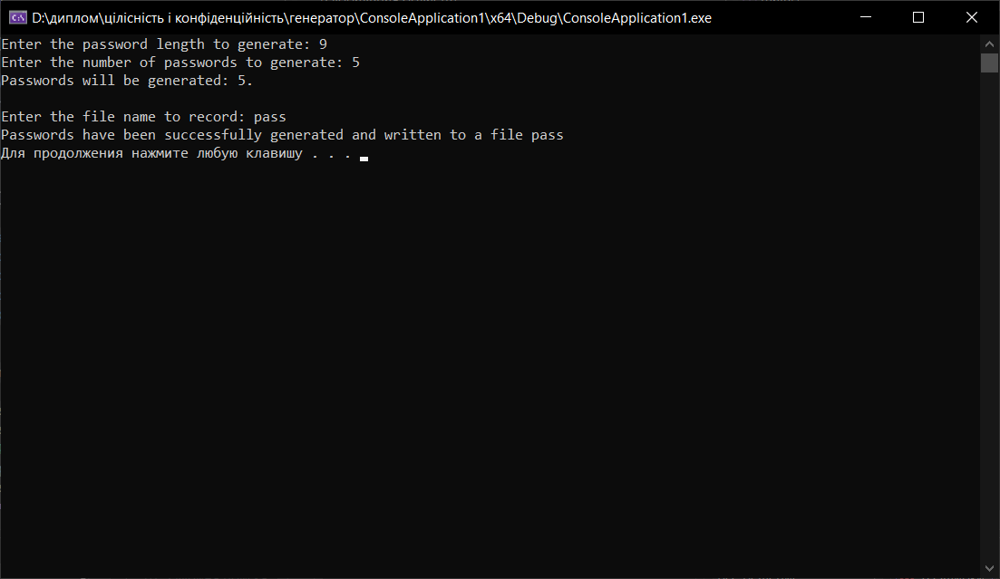 D:\диплом\цілісність і конфіденційність\генератор\ConsoleApplication1\x64\Debug\ConsoleApplication1.exe
Enter the password length to generate: 9
Enter the number of passwords to generate: 5
Passwords will be generated: 5.
Enter the file name to record: pass
Passwords have been successfully generated and written to a file pass
Для продолжения нажмите любую клавишу . . .